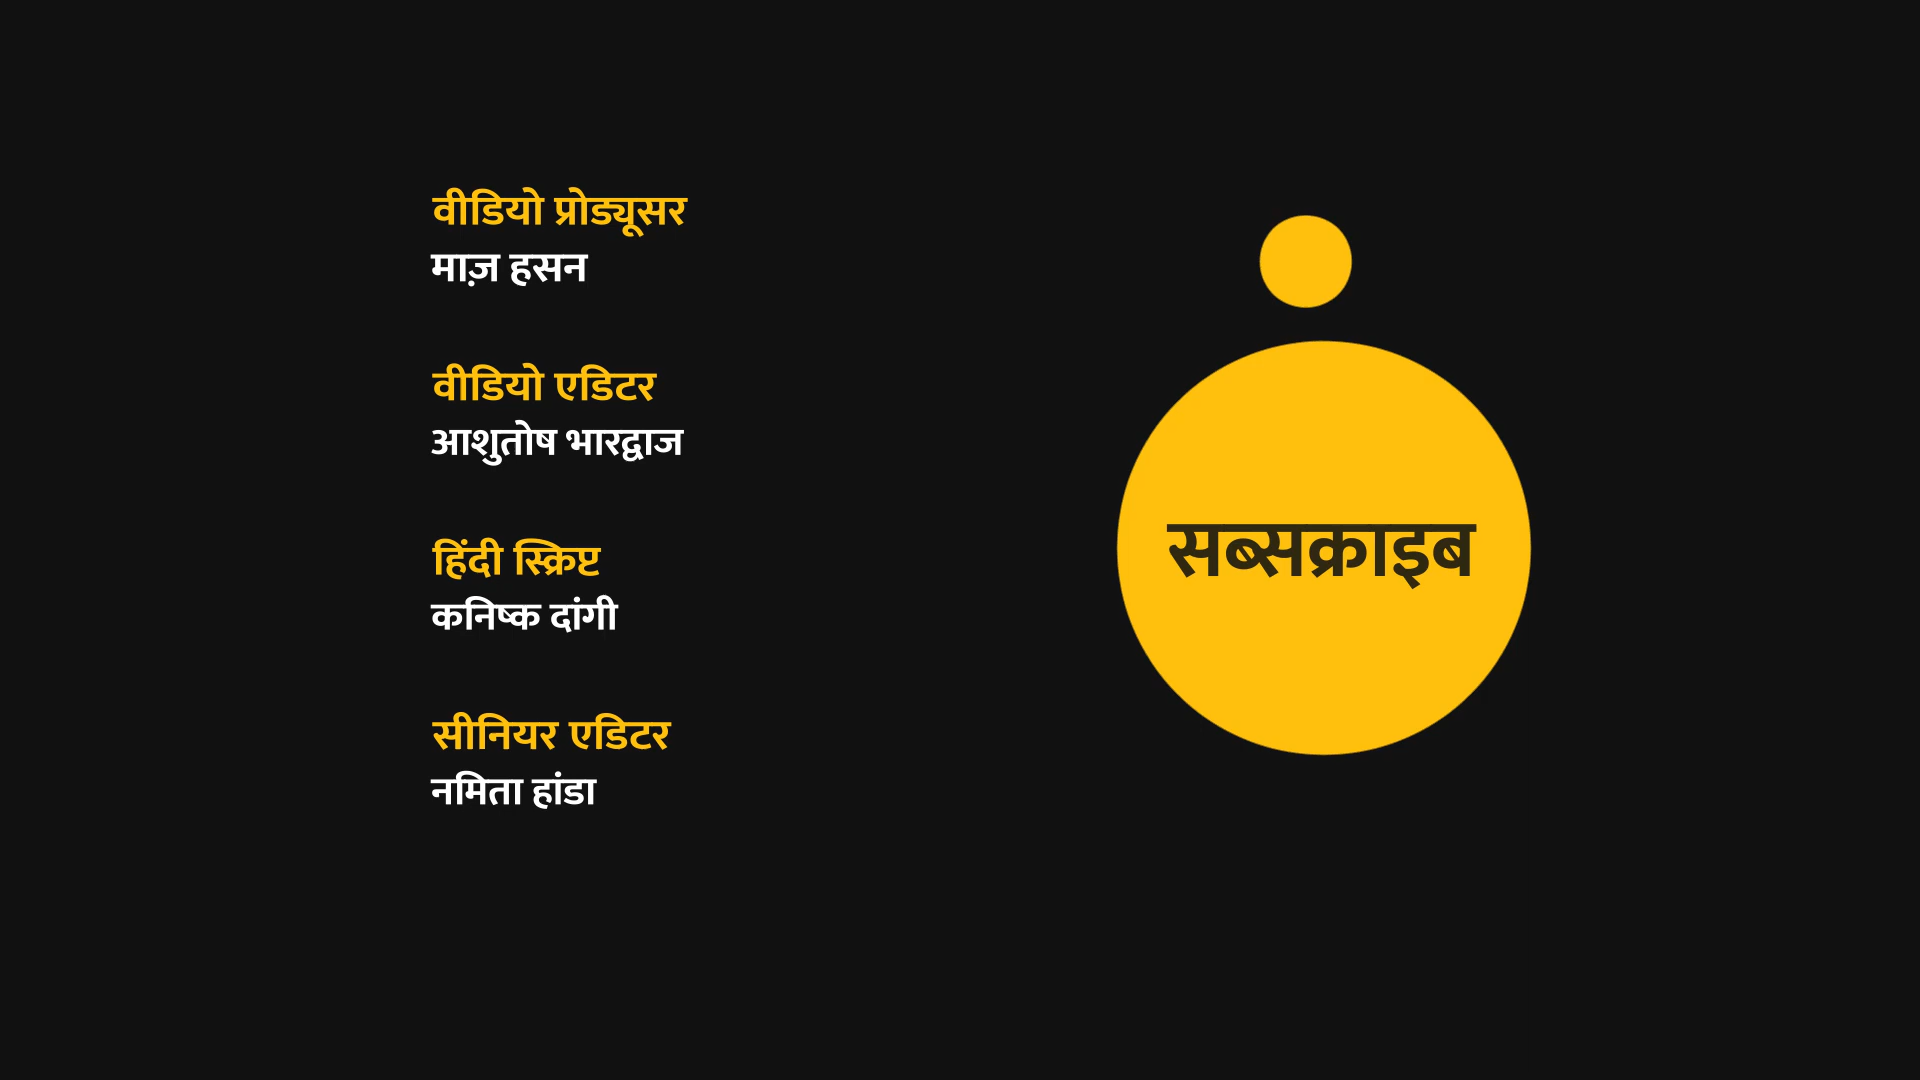 वीडियो प्रोड्यूसर
माज़ हसन
वीडियो एडिटर
आशुतोष भारद्वाज
हिंदी स्क्रिप्ट
कनिष्क दांगी
सीनियर एडिटर
नमिता हांडा
सब्सक्राइब